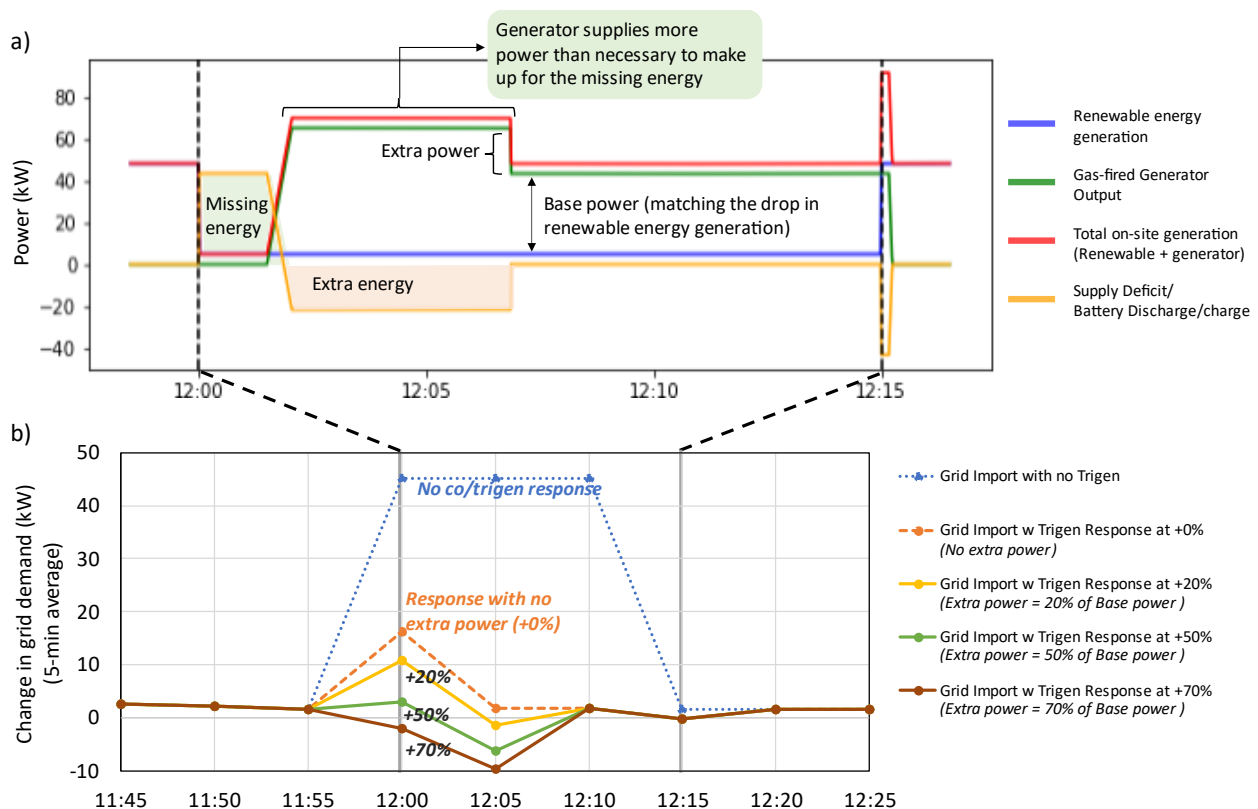 a)
Generator supplies more
power than necessary to make
up for the missing energy
Power (kW)
80
60
40
20
0
−20
−40
Missing
energy
Extra power
Base power (matching the drop in
renewable energy generation)
Extra energy
12:00
12:05
12:10
12:15
Renewable energy
generation
Gas-fired Generator
Output
Total on-site generation
(Renewable + generator)
Supply Deficit/
Battery Discharge/charge
b)
Change in grid demand (kW)
(5-min average)
50
40
30
20
10
0
-10
No co/trigen response
Response with no
extra power (+0%)
+20%
+50%
+70%
11:45
11:50
11:55
12:00
12:05
12:10
12:15
12:20
12:25
Grid Import with no Trigen
Grid Import w Trigen Response at +0%
(No extra power)
Grid Import w Trigen Response at +20%
(Extra power = 20% of Base power )
Grid Import w Trigen Response at +50%
(Extra power = 50% of Base power )
Grid Import w Trigen Response at +70%
(Extra power = 70% of Base power )